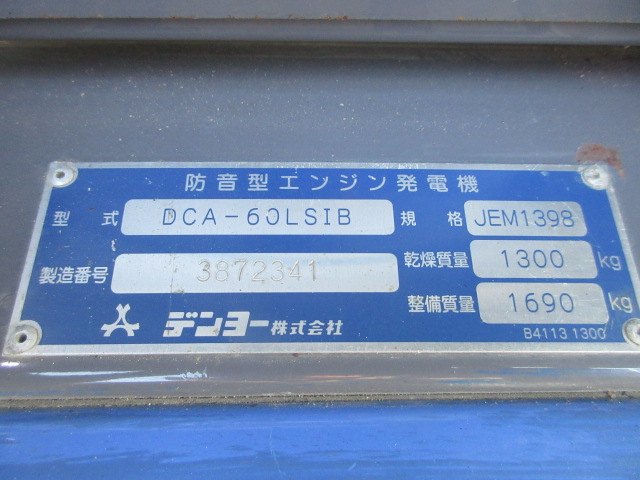 防音型エンジン発電機
型式 DCA-60LSIB 規格 JEM1398
製造番号 3872341 乾燥質量 1300 kg
整備質量 1690 kg
デンヨー株式会社 B4113 1300